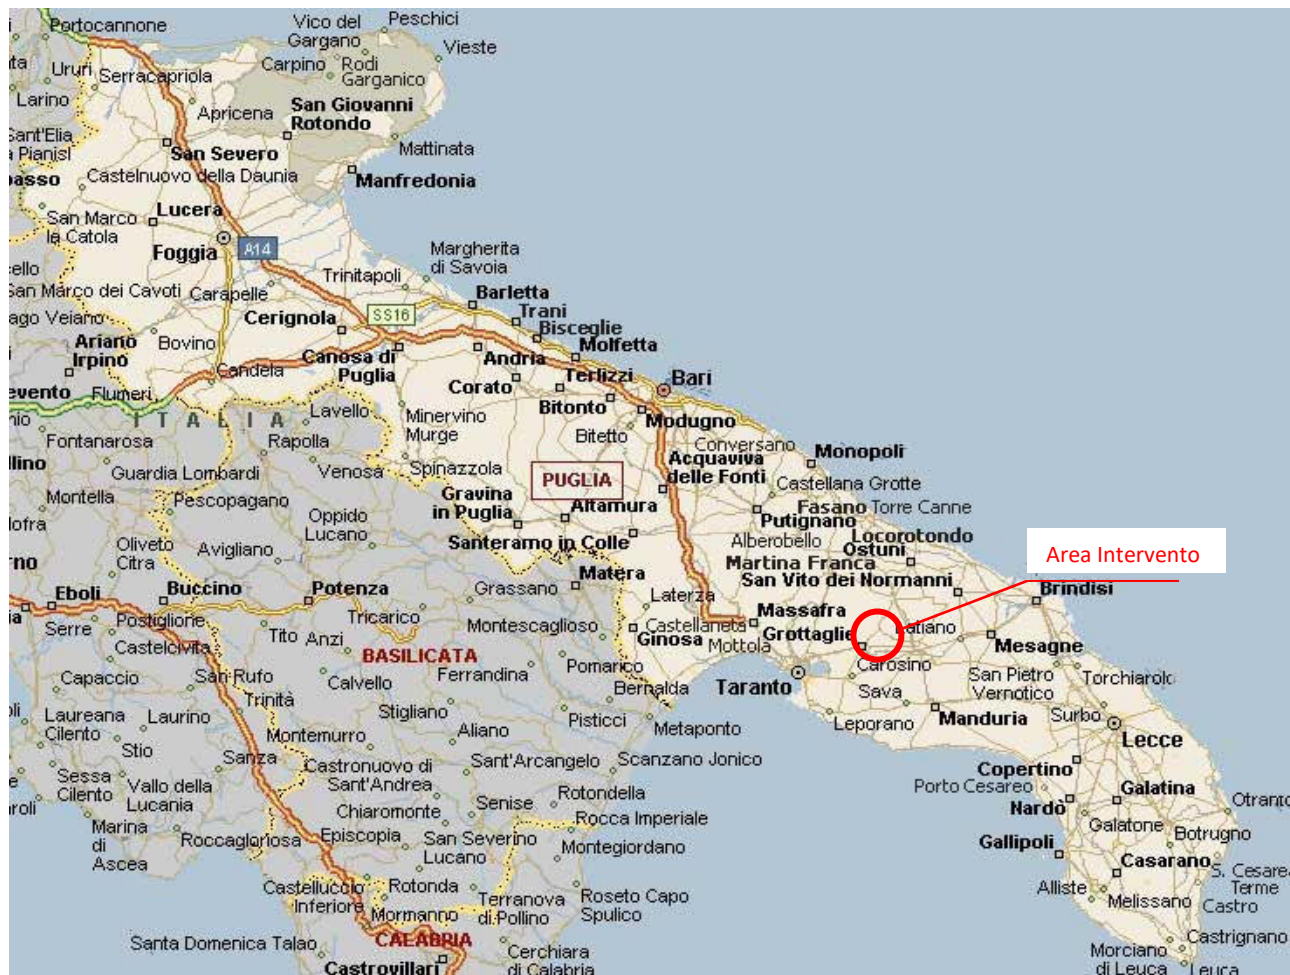 Portocannone
Vico del
Gargano
Peschici
Vieste
Ururi
Serracapriola
Carpino
Rodi
Garganico
Larino
Apricena
San Giovanni
Rotondo
Sant'Elia
a Pianisi
San Severo
Mattinata
passo
Castelnuovo della Daunia
Manfredonia
San Marco
la Catola
Lucera
Foggia
A14
Margherita
di Savoia
Trinitapoli
San Marco dei Cavoti
Carapelle
Barletta
Trani
SS16
Cerignola
Bisceglie
Ariano
Irpino
Bovino
Molfetta
Canosa di
Puglia
Andria
Candela
Corato
Terlizzi
Bari
evento
Flumeri
ITALIA
Lavello
Minervino
Murge
Bitonto
Modugno
Bitetto
Fontanarosa
Rapolla
Conversano
Monopoli
Guardia Lombardi
Venosa
Spinazzola
Acquaviva
delle Fonti
Castellana Grotte
PUGLIA
Montella
Pescopagano
Gravina
in Puglia
Altamura
Fasano
Torre Canne
Putignano
Oppido
Lucano
Oliveto
Citra
Avigliano
Santeramo in Colle
Alberobello
Locorotondo
Ostuni
Area Intervento
Martina Franca
Matera
San Vito dei Normanni
Brindisi
Eboli
Buccino
Potenza
Grassano
Laterza
Massafra
Serre
Postiglione
Tricarico
Castellaneta
Castelcivita
Tito
Anzi
Montescaglioso
Ginosa
Mottola
Grottaglie
Latiano
Mesagne
BASILICATA
Capaccio
San Rufo
Calvello
Ferrandina
Pomarico
Bernalda
Taranto
Carosino
San Pietro
Vernotico
Torchiarolo
Trinità
Sava
Laureana
Cilento
Laurino
Stigliano
Pisticci
Metaponto
Leporano
Manduria
Surbo
Lecce
Stio
Montemurro
Aliano
Sanza
Castronuovo di
Sant'Andrea
Sant'Arcangelo
Scanzano Jonico
Copertino
Sessa
Cilento
Vallo della
Lucania
Chiaromonte
Senise
Rotondella
Porto Cesareo
Nardò
Galatina
Otranto
Marina
di
Ascea
Roccagloriosa
Episcopia
San Severino
Lucano
Rocca Imperiale
Montegiordano
Galatone
Botrugno
Gallipoli
Casarano
S. Cesarea
Terme
Castelluccio
Inferiore
Rotonda
Terranova
di Pollino
Roseto Capo
Spulico
Alliste
Melissano
Castro
Mormanno
Santa Domenica Talao
CALABRIA
Castrovillari
Cerchiara
di Calabria
Castrignano
Morciano
di Leuca
Leuca